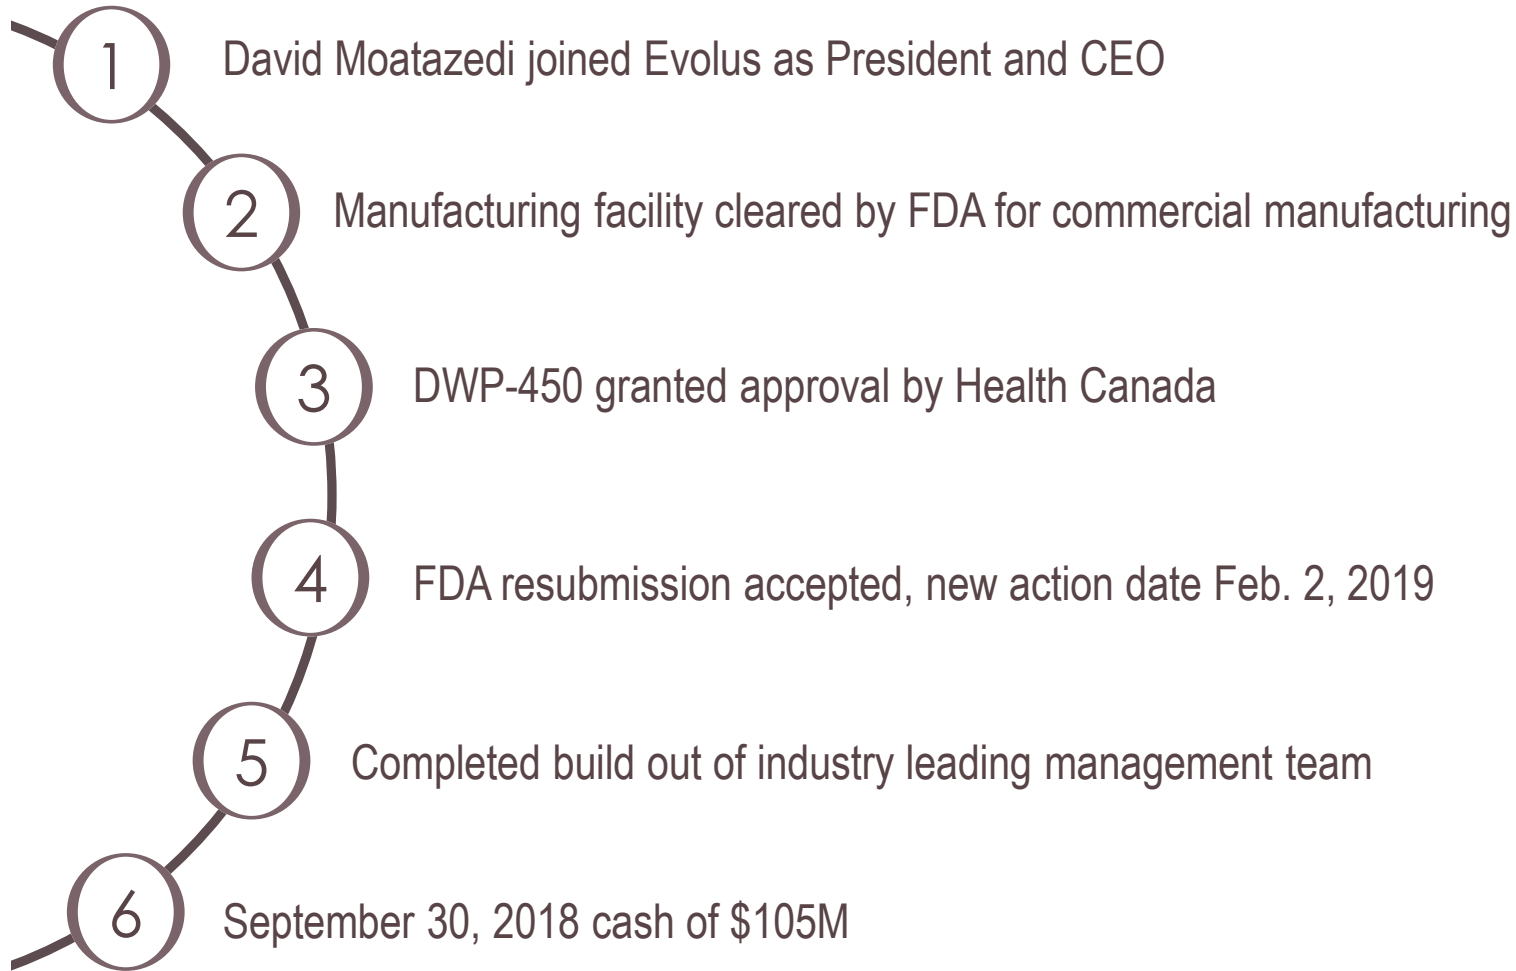 1 David Moatazedi joined Evolus as President and CEO
2 Manufacturing facility cleared by FDA for commercial manufacturing
3 DWP-450 granted approval by Health Canada
4 FDA resubmission accepted, new action date Feb. 2, 2019
5 Completed build out of industry leading management team
6 September 30, 2018 cash of $105M